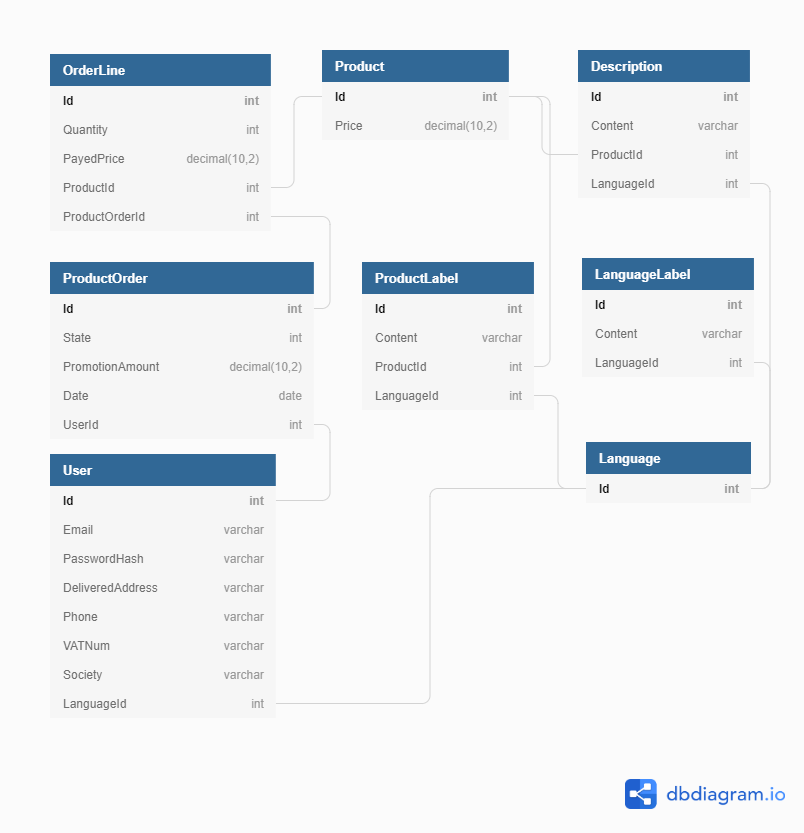 OrderLine
Id int
Quantity int
PayedPrice decimal(10,2)
ProductId int
ProductOrderId int
Product
Id int
Price decimal(10,2)
Description
Id int
Content varchar
ProductId int
LanguageId int
ProductOrder
Id int
State int
PromotionAmount decimal(10,2)
Date date
UserId int
ProductLabel
Id int
Content varchar
ProductId int
LanguageId int
LanguageLabel
Id int
Content varchar
LanguageId int
User
Id int
Email varchar
PasswordHash varchar
DeliveredAddress varchar
Phone varchar
VATNum varchar
Society varchar
LanguageId int
Language
Id int
dbdiagram.io